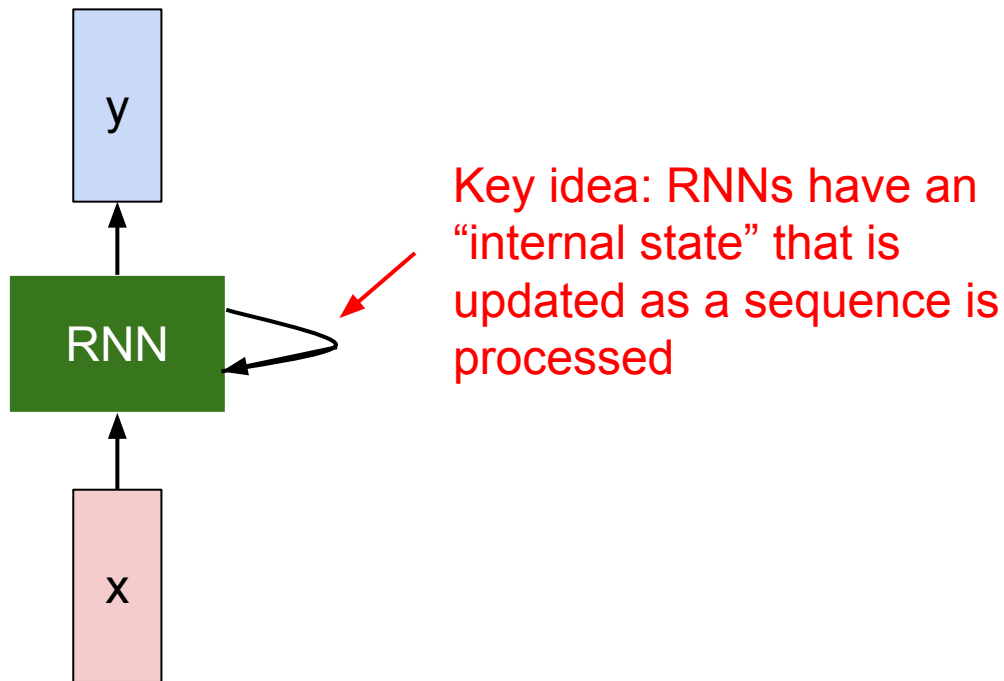 y
Key idea: RNNs have an
“internal state” that is
updated as a sequence is
processed
RNN
x